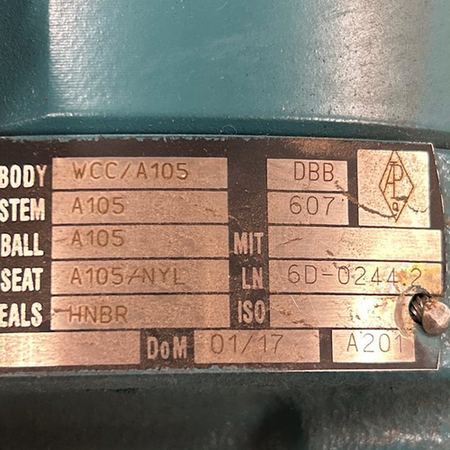 BODY WCC/A105 DBB
STEM A105 607
BALL A105 MIT
SEAT A105/NYL LN 6D-0244.2
EALS HNBR ISO
DoM 01/17 A201